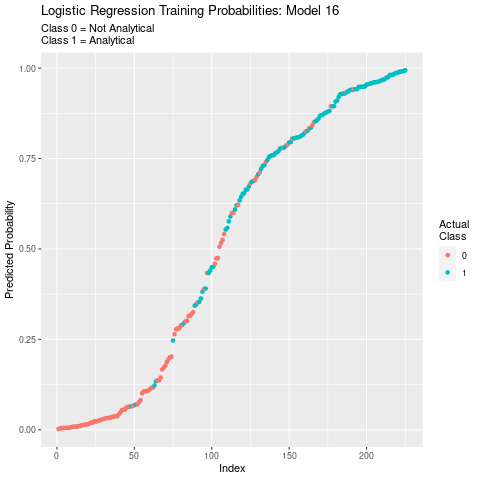 Logistic Regression Training Probabilities: Model 16
Class 0 = Not Analytical
Class 1 = Analytical
1.00
0.75
0.50
0.25
0.00
Predicted Probability
0
50
100
150
200
Index
Actual
Class
0
1